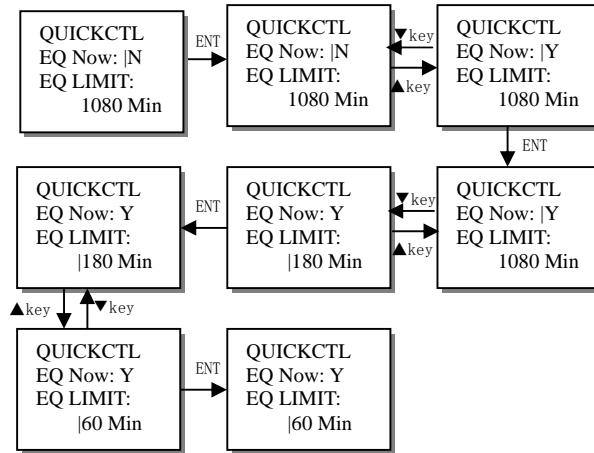 QUICKCTL
EQ Now: |N
EQ LIMIT:
1080 Min
ENT
QUICKCTL
EQ Now: |N
EQ LIMIT:
1080 Min
▼key
▲key
QUICKCTL
EQ Now: |Y
EQ LIMIT:
1080 Min
ENT
QUICKCTL
EQ Now: Y
EQ LIMIT:
|180 Min
ENT
QUICKCTL
EQ Now: Y
EQ LIMIT:
|180 Min
▼key
▲key
QUICKCTL
EQ Now: |Y
EQ LIMIT:
1080 Min
▲key
▼key
QUICKCTL
EQ Now: Y
EQ LIMIT:
|60 Min
ENT
QUICKCTL
EQ Now: Y
EQ LIMIT:
|60 Min